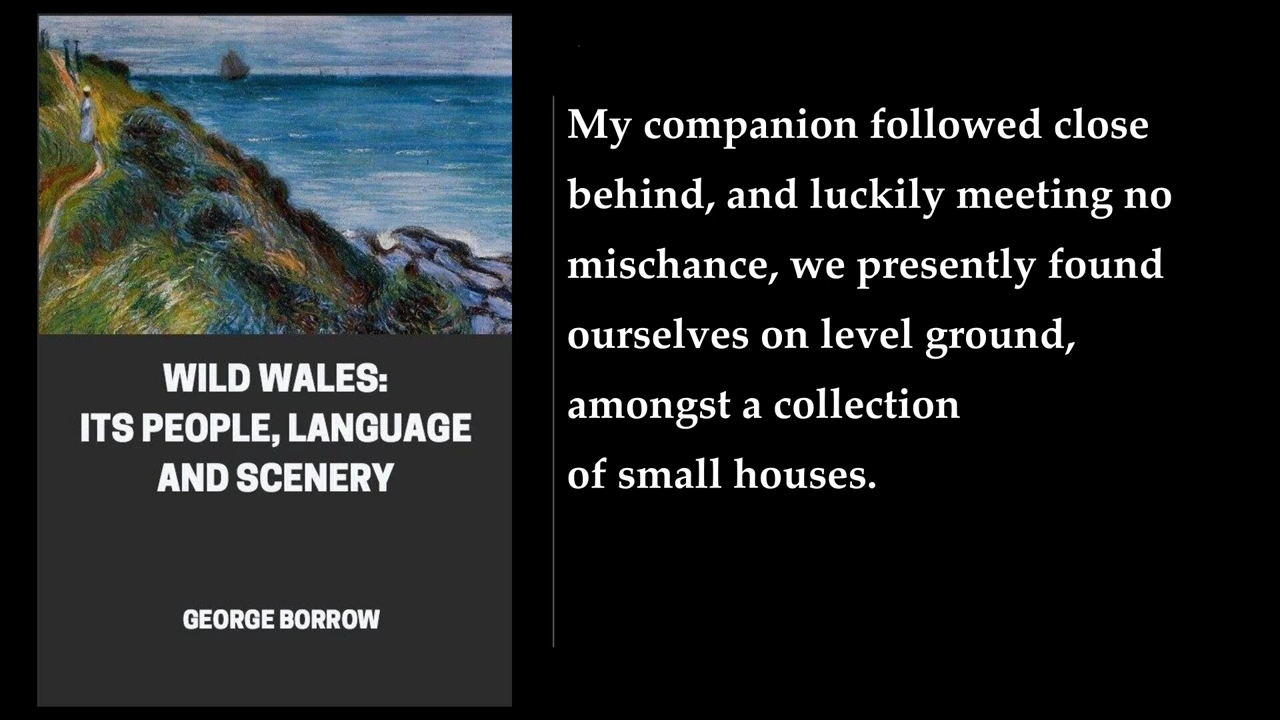 WILD WALES:
ITS PEOPLE, LANGUAGE
AND SCENERY
GEORGE BORROW
My companion followed close
behind, and luckily meeting no
mischance, we presently found
ourselves on level ground,
amongst a collection
of small houses.